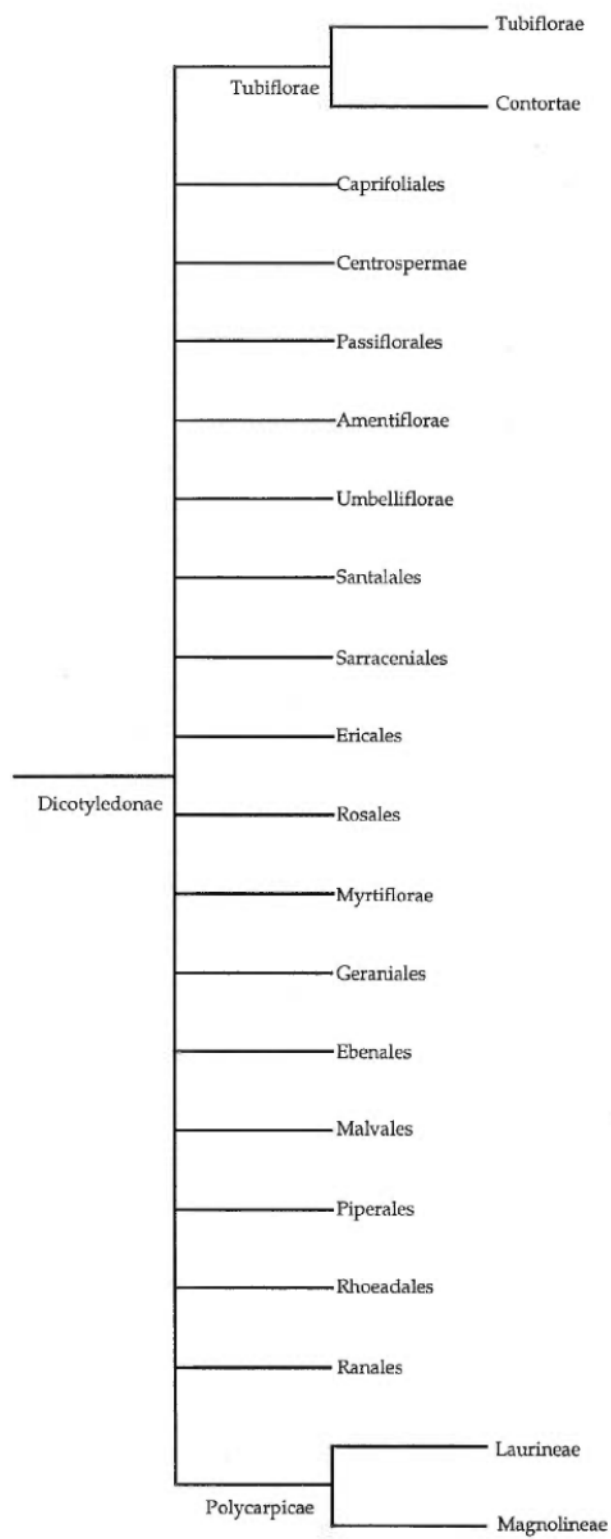 Tubiflorae
Tubiflorae
Contortae
Caprifoliales
Centrospermae
Passiflorales
Amentiflorae
Umbelliflorae
Santalales
Sarraceniales
Ericales
Dicotyledonae
Rosales
Myrtiflorae
Geraniales
Ebenales
Malvales
Piperales
Rhoeadales
Ranales
Laurineae
Polycarpicae
Magnolineae